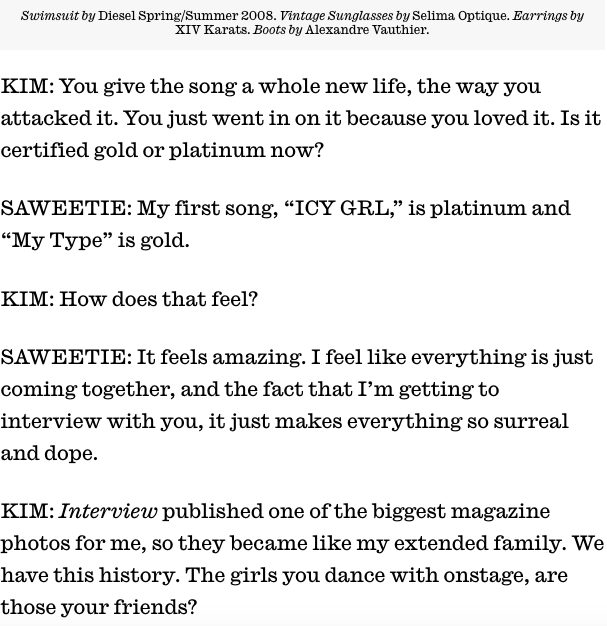 Swimsuit by Diesel Spring/Summer 2008. Vintage Sunglasses by Selima Optique. Earrings by
XIV Karats. Boots by Alexandre Vauthier.
KIM: You give the song a whole new life, the way you
attacked it. You just went in on it because you loved it. Is it
certified gold or platinum now?
SAWEETIE: My first song, “ICY GRL,” is platinum and
“My Type” is gold.
KIM: How does that feel?
SAWEETIE: It feels amazing. I feel like everything is just
coming together, and the fact that I’m getting to
interview with you, it just makes everything so surreal
and dope.
KIM: Interview published one of the biggest magazine
photos for me, so they became like my extended family. We
have this history. The girls you dance with onstage, are
those your friends?